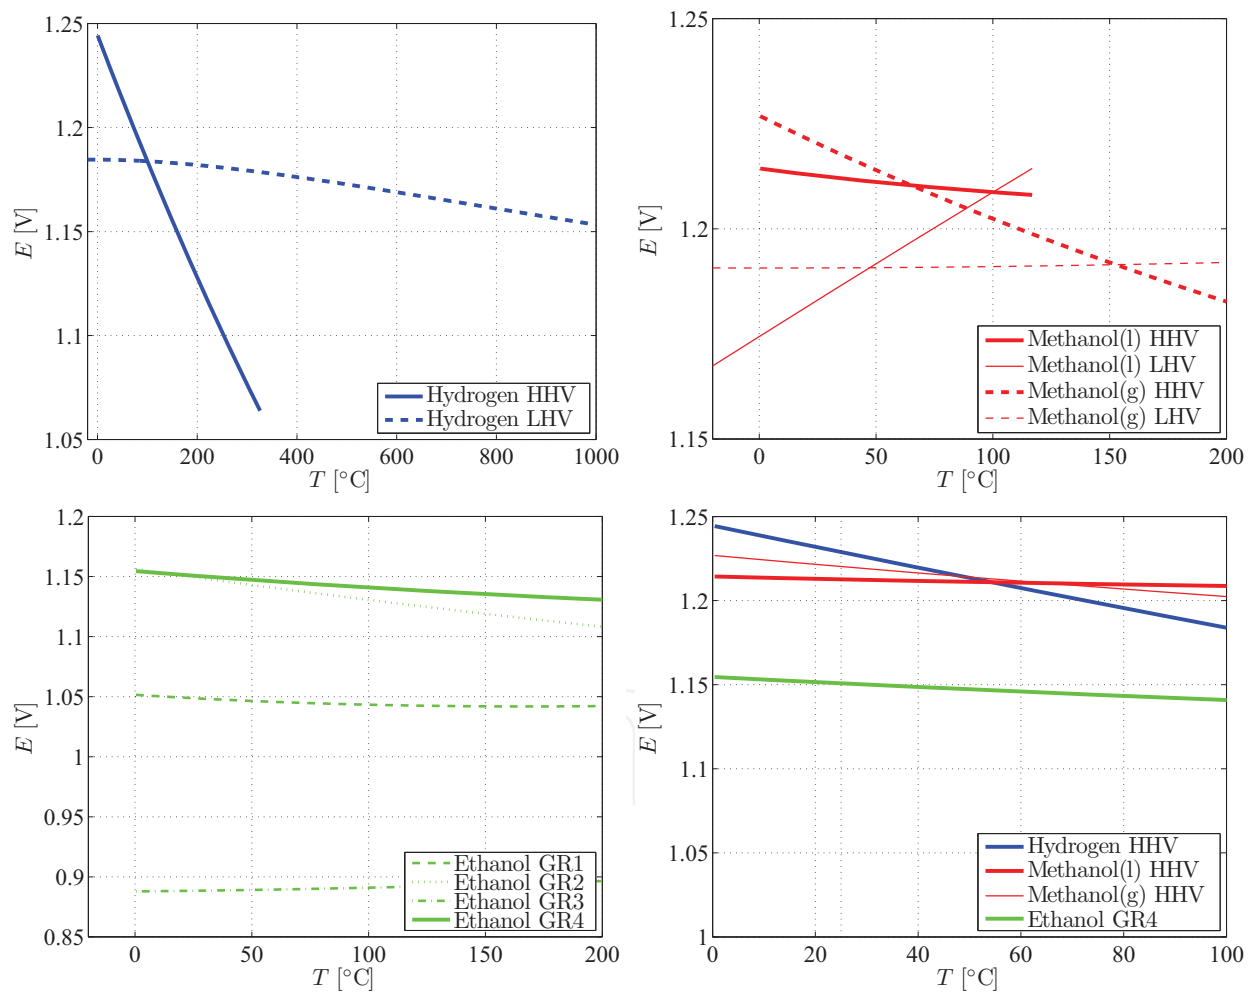 1.25
1.2
1.15
1.1
1.05
E [V]
0
200
400
600
800
1000
T [°C]
Hydrogen HHV
Hydrogen LHV
1.25
1.2
1.15
E [V]
0
50
100
150
200
T [°C]
Methanol(l) HHV
Methanol(l) LHV
Methanol(g) HHV
Methanol(g) LHV
1.2
1.15
1.1
1.05
1
0.95
0.9
0.85
E [V]
0
50
100
150
200
T [°C]
Ethanol GR1
Ethanol GR2
Ethanol GR3
Ethanol GR4
1.25
1.2
1.15
1.1
1.05
1
E [V]
0
20
40
60
80
100
T [°C]
Hydrogen HHV
Methanol(l) HHV
Methanol(g) HHV
Ethanol GR4